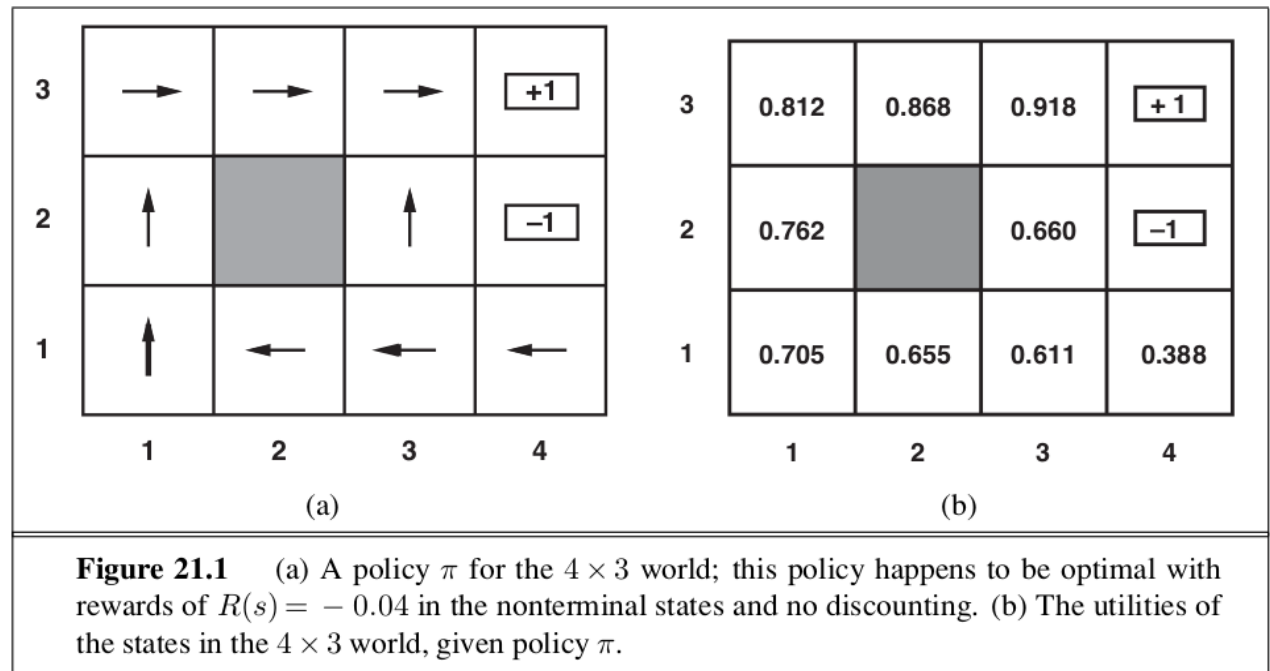 3 +1
3 0.812 0.868 0.918 + 1
2 –1
2 0.762 0.660 –1
1
1 0.705 0.655 0.611 0.388
1 2 3 4
1 2 3 4
(a)
(b)
Figure 21.1 (a) A policy π for the 4 × 3 world; this policy happens to be optimal with
rewards of R(s) = − 0.04 in the nonterminal states and no discounting. (b) The utilities of
the states in the 4 × 3 world, given policy π.